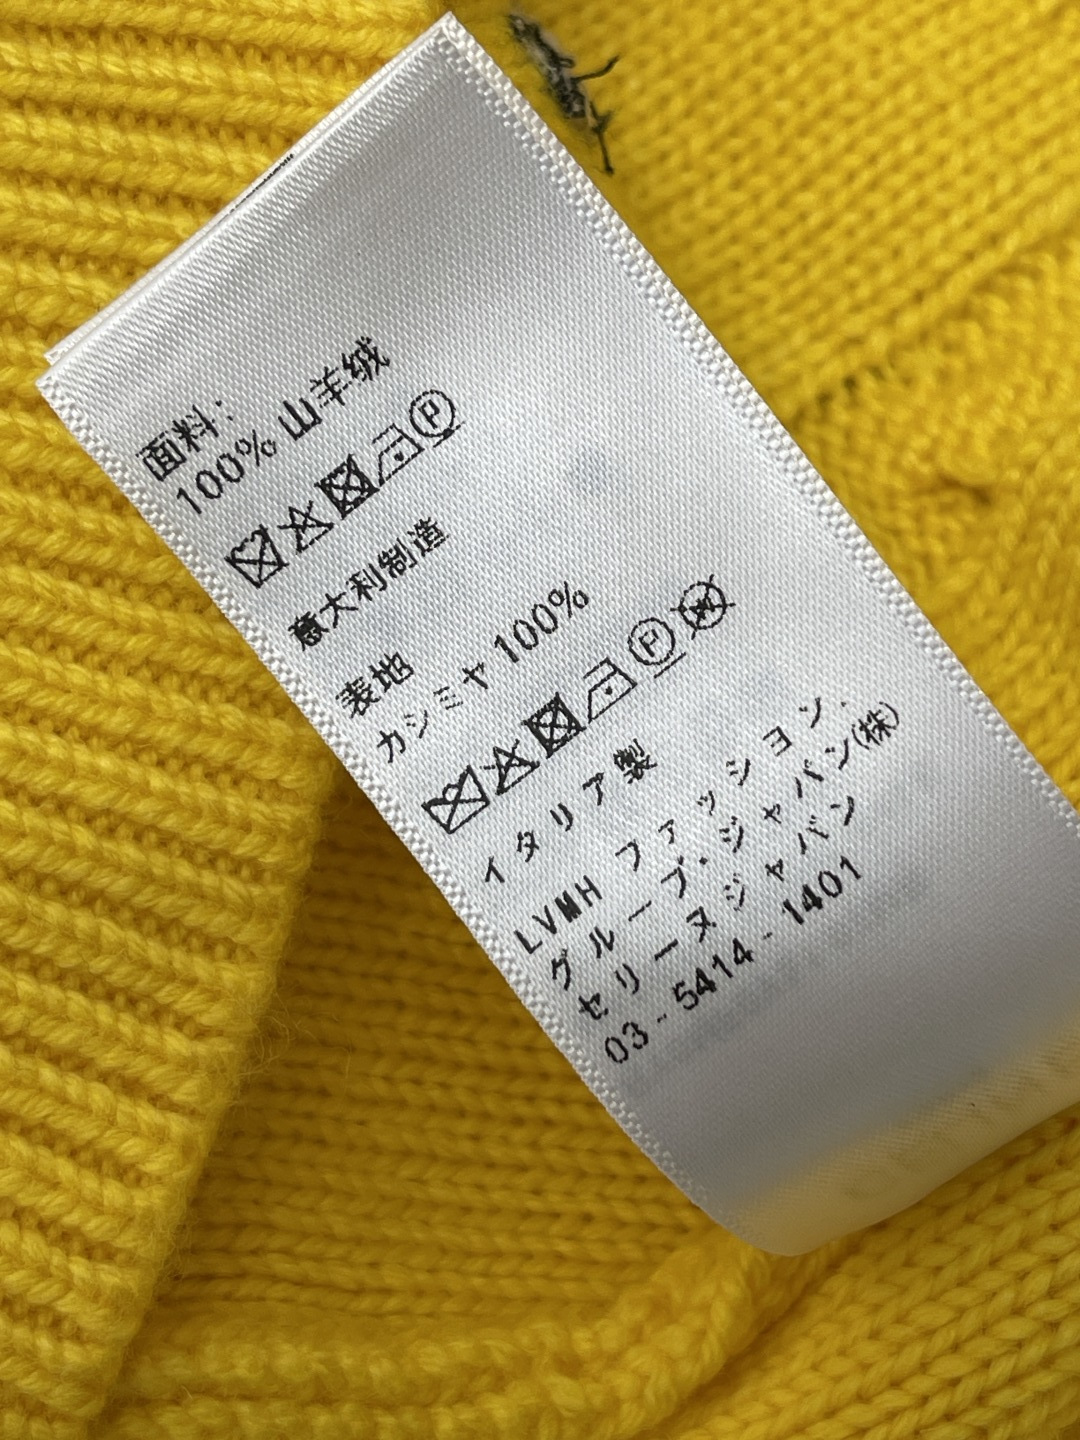 面料:
100% 山羊绒
意大利制造
表地
カシミヤ 100%
イタリア製
LVMH ファッション.
グループ・ジャパン(株)
セリーヌジャパン
03-5414-1401